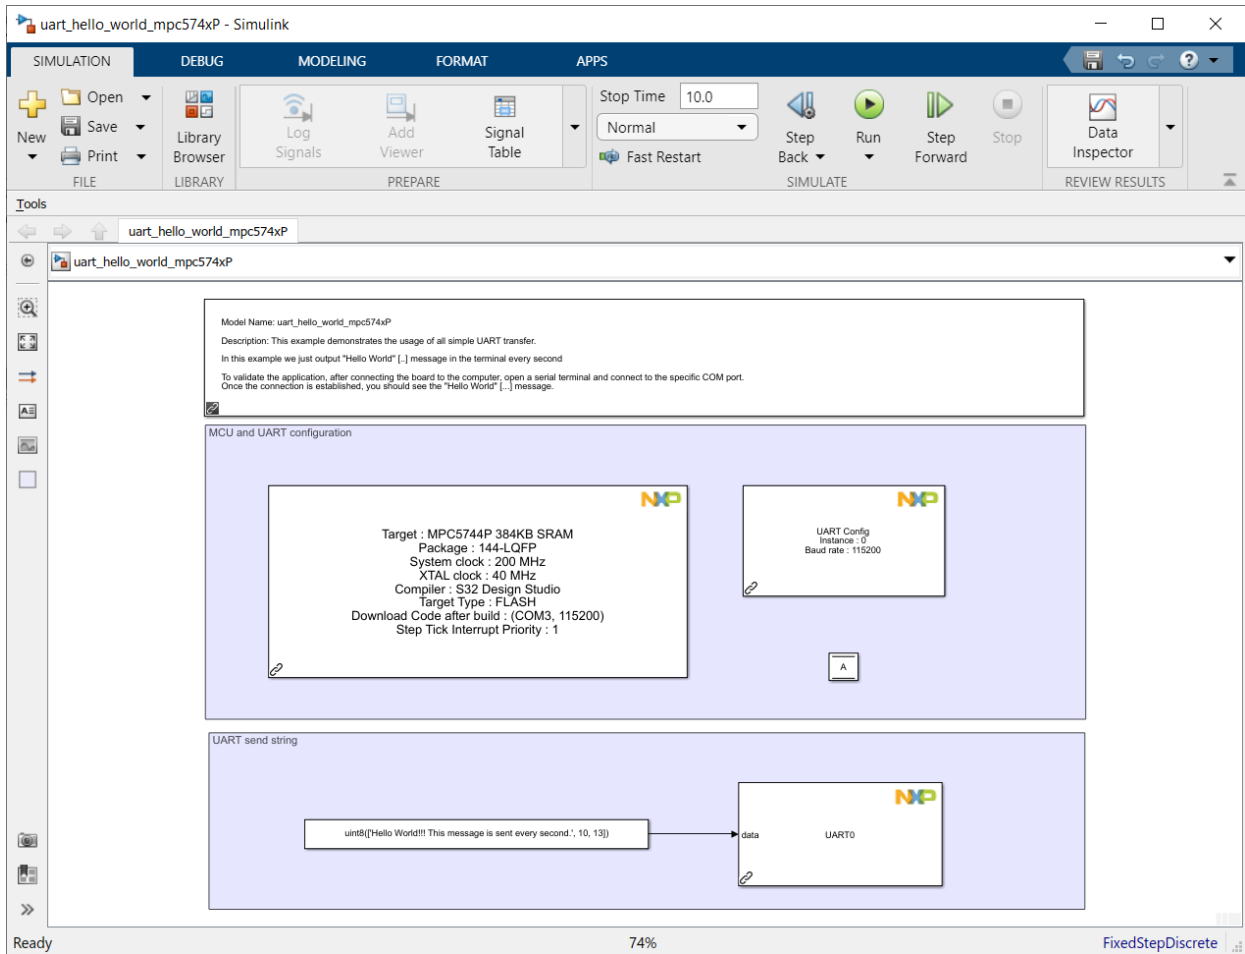 uart_hello_world_mpc574xP - Simulink
SIMULATION
DEBUG
MODELING
FORMAT
APPS
?
New
Open
Save
Print
FILE
Library
Browser
LIBRARY
Log
Signals
Add
Viewer
Signal
Table
PREPARE
Stop Time 10.0
Normal
Fast Restart
Step
Back
Run
Step
Forward
Stop
SIMULATE
Data
Inspector
REVIEW RESULTS
Tools
uart_hello_world_mpc574xP
uart_hello_world_mpc574xP
Model Name: uart_hello_world_mpc574xP
Description: This example demonstrates the usage of all simple UART transfer.
In this example we just output "Hello World" [..] message in the terminal every second
To validate the application, after connecting the board to the computer, open a serial terminal and connect to the specific COM port.
Once the connection is established, you should see the "Hello World" [...] message.
MCU and UART configuration
NXP
Target : MPC5744P 384KB SRAM
Package : 144-LQFP
System clock : 200 MHz
XTAL clock : 40 MHz
Compiler : S32 Design Studio
Target Type : FLASH
Download Code after build : (COM3, 115200)
Step Tick Interrupt Priority : 1
NXP
UART Config
Instance : 0
Baud rate : 115200
A
UART send string
uint8(['Hello World!!! This message is sent every second.', 10, 13])
NXP
data
UART0
Ready
74%
FixedStepDiscrete